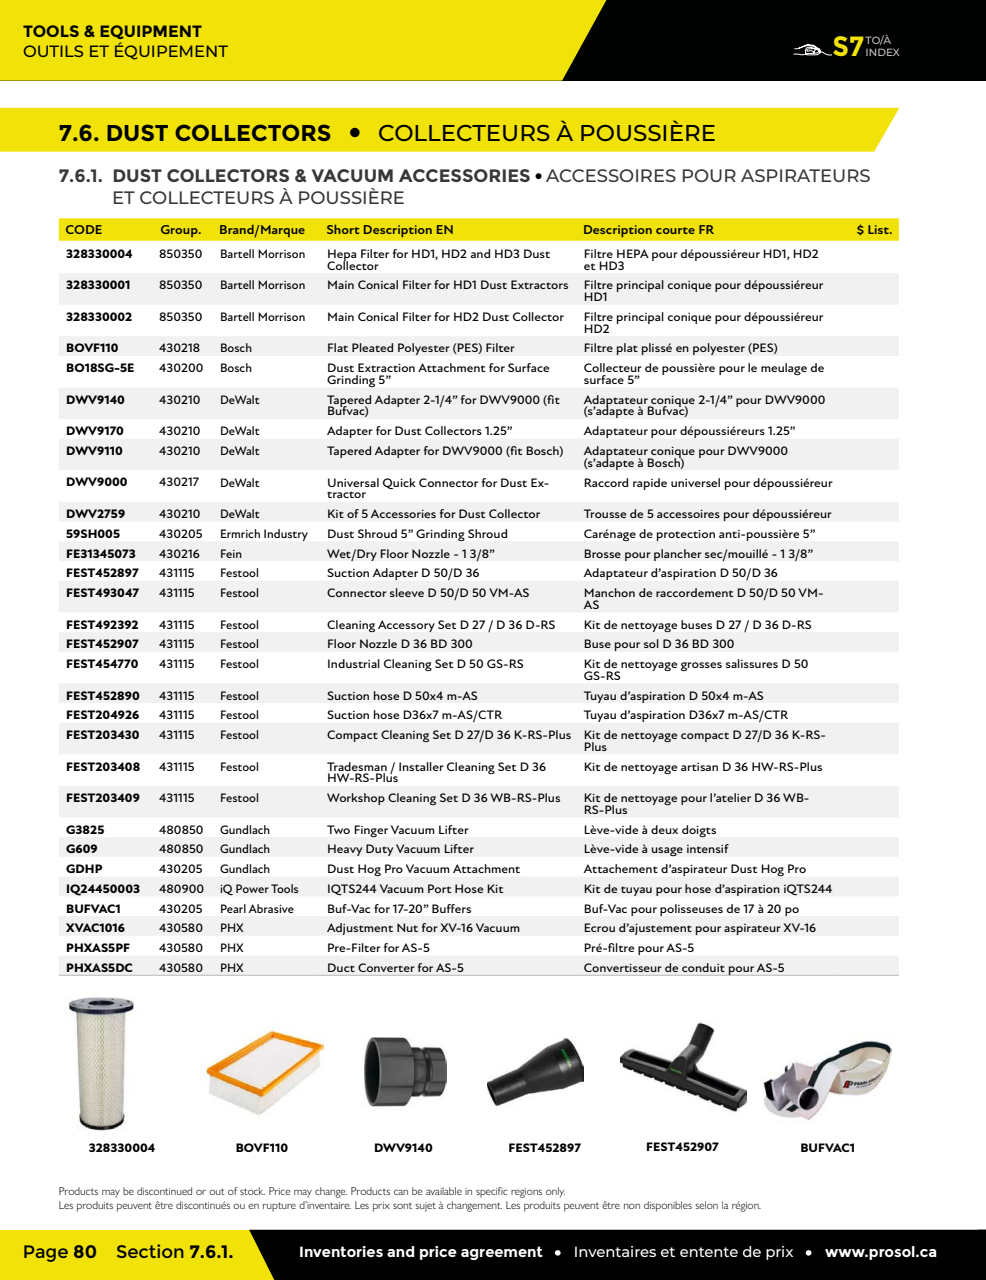 TOOLS & EQUIPMENT
OUTILS ET ÉQUIPEMENT
S7 TO/À INDEX
7.6. DUST COLLECTORS • COLLECTEURS À POUSSIÈRE
7.6.1. DUST COLLECTORS & VACUUM ACCESSORIES • ACCESSOIRES POUR ASPIRATEURS
ET COLLECTEURS À POUSSIÈRE
CODE Group. Brand/Marque Short Description EN Description courte FR $ List.
328330004 850350 Bartell Morrison Hepa Filter for HD1, HD2 and HD3 Dust Filtre HEPA pour dépoussiéreur HD1, HD2
Collector et HD3
328330001 850350 Bartell Morrison Main Conical Filter for HD1 Dust Extractors Filtre principal conique pour dépoussiéreur
HD1
328330002 850350 Bartell Morrison Main Conical Filter for HD2 Dust Collector Filtre principal conique pour dépoussiéreur
HD2
BOVF110 430218 Bosch Flat Pleated Polyester (PES) Filter Filtre plat plissé en polyester (PES)
BO18SG-5E 430200 Bosch Dust Extraction Attachment for Surface Collecteur de poussière pour le meulage de
Grinding 5” surface 5”
DWV9140 430210 DeWalt Tapered Adapter 2-1/4” for DWV9000 (fit Adaptateur conique 2-1/4” pour DWV9000
Bufvac) (s’adapte à Bufvac)
DWV9170 430210 DeWalt Adapter for Dust Collectors 1.25” Adaptateur pour dépoussiéreurs 1.25”
DWV9110 430210 DeWalt Tapered Adapter for DWV9000 (fit Bosch) Adaptateur conique pour DWV9000
(s’adapte à Bosch)
DWV9000 430217 DeWalt Universal Quick Connector for Dust Ex- Raccord rapide universel pour dépoussiéreur
tractor
DWV2759 430210 DeWalt Kit of 5 Accessories for Dust Collector Trousse de 5 accessoires pour dépoussiéreur
59SH005 430205 Ermrich Industry Dust Shroud 5” Grinding Shroud Carénage de protection anti-poussière 5”
FE31345073 430216 Fein Wet/Dry Floor Nozzle - 1 3/8” Brosse pour plancher sec/mouillé - 1 3/8”
FEST452897 431115 Festool Suction Adapter D 50/D 36 Adaptateur d’aspiration D 50/D 36
FEST493047 431115 Festool Connector sleeve D 50/D 50 VM-AS Manchon de raccordement D 50/D 50 VM-
AS
FEST492392 431115 Festool Cleaning Accessory Set D 27 / D 36 D-RS Kit de nettoyage buses D 27 / D 36 D-RS
FEST452907 431115 Festool Floor Nozzle D 36 BD 300 Buse pour sol D 36 BD 300
FEST454770 431115 Festool Industrial Cleaning Set D 50 GS-RS Kit de nettoyage grosses salissures D 50
GS-RS
FEST452890 431115 Festool Suction hose D 50x4 m-AS Tuyau d’aspiration D 50x4 m-AS
FEST204926 431115 Festool Suction hose D36x7 m-AS/CTR Tuyau d’aspiration D36x7 m-AS/CTR
FEST203430 431115 Festool Compact Cleaning Set D 27/D 36 K-RS-Plus Kit de nettoyage compact D 27/D 36 K-RS-
Plus
FEST203408 431115 Festool Tradesman / Installer Cleaning Set D 36 Kit de nettoyage artisan D 36 HW-RS-Plus
HW-RS-Plus
FEST203409 431115 Festool Workshop Cleaning Set D 36 WB-RS-Plus Kit de nettoyage pour l’atelier D 36 WB-
RS-Plus
G3825 480850 Gundlach Two Finger Vacuum Lifter Lève-vide à deux doigts
G609 480850 Gundlach Heavy Duty Vacuum Lifter Lève-vide à usage intensif
GDHP 430205 Gundlach Dust Hog Pro Vacuum Attachment Attachement d’aspirateur Dust Hog Pro
IQ24450003 480900 iQ Power Tools IQTS244 Vacuum Port Hose Kit Kit de tuyau pour hose d’aspiration iQTS244
BUFVAC1 430205 Pearl Abrasive Buf-Vac for 17-20” Buffers Buf-Vac pour polisseuses de 17 à 20 po
XVAC1016 430580 PHX Adjustment Nut for XV-16 Vacuum Ecrou d’ajustement pour aspirateur XV-16
PHXAS5PF 430580 PHX Pre-Filter for AS-5 Pré-filtre pour AS-5
PHXAS5DC 430580 PHX Duct Converter for AS-5 Convertisseur de conduit pour AS-5
328330004 BOVF110 DWV9140 FEST452897 FEST452907 BUFVAC1
Products may be discontinued or out of stock. Price may change. Products can be available in specific regions only.
Les produits peuvent être discontinués ou en rupture d’inventaire. Les prix sont sujet à changement. Les produits peuvent être non disponibles selon la région.
Page 80 Section 7.6.1. Inventories and price agreement • Inventaires et entente de prix • www.prosol.ca